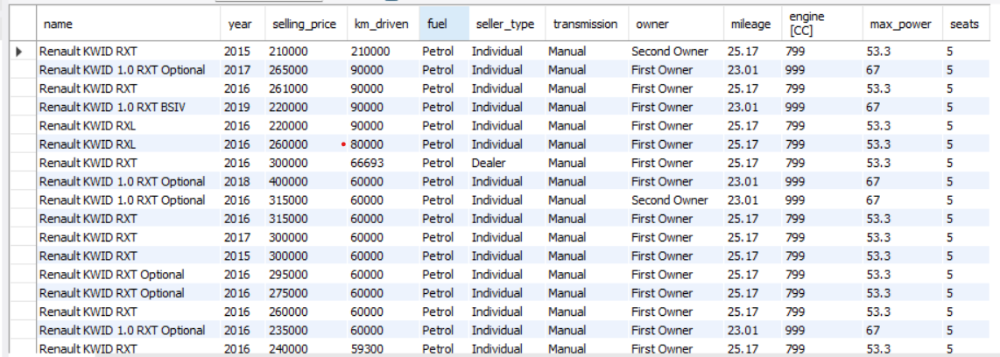 name year selling_price km_driven fuel seller_type transmission owner mileage engine [CC] max_power seats
Renault KWID RXT 2015 210000 210000 Petrol Individual Manual Second Owner 25.17 799 53.3 5
Renault KWID 1.0 RXT Optional 2017 265000 90000 Petrol Individual Manual First Owner 23.01 999 67 5
Renault KWID RXT 2016 261000 90000 Petrol Individual Manual First Owner 25.17 799 53.3 5
Renault KWID 1.0 RXT BSIV 2019 220000 90000 Petrol Individual Manual First Owner 23.01 999 67 5
Renault KWID RXL 2016 220000 90000 Petrol Individual Manual First Owner 25.17 799 53.3 5
Renault KWID RXL 2016 260000 80000 Petrol Individual Manual First Owner 25.17 799 53.3 5
Renault KWID RXT 2016 300000 66693 Petrol Dealer Manual First Owner 25.17 799 53.3 5
Renault KWID 1.0 RXT Optional 2018 400000 60000 Petrol Individual Manual First Owner 23.01 999 67 5
Renault KWID 1.0 RXT Optional 2016 315000 60000 Petrol Individual Manual Second Owner 23.01 999 67 5
Renault KWID RXT 2016 315000 60000 Petrol Individual Manual First Owner 25.17 799 53.3 5
Renault KWID RXT 2017 300000 60000 Petrol Individual Manual First Owner 25.17 799 53.3 5
Renault KWID RXT 2015 300000 60000 Petrol Individual Manual First Owner 25.17 799 53.3 5
Renault KWID RXT Optional 2016 295000 60000 Petrol Individual Manual First Owner 25.17 799 53.3 5
Renault KWID RXT Optional 2016 275000 60000 Petrol Individual Manual First Owner 25.17 799 53.3 5
Renault KWID RXT 2016 260000 60000 Petrol Individual Manual First Owner 25.17 799 53.3 5
Renault KWID 1.0 RXT Optional 2016 235000 60000 Petrol Individual Manual First Owner 23.01 999 67 5
Renault KWID RXT 2016 240000 59300 Petrol Individual Manual First Owner 25.17 799 53.3 5